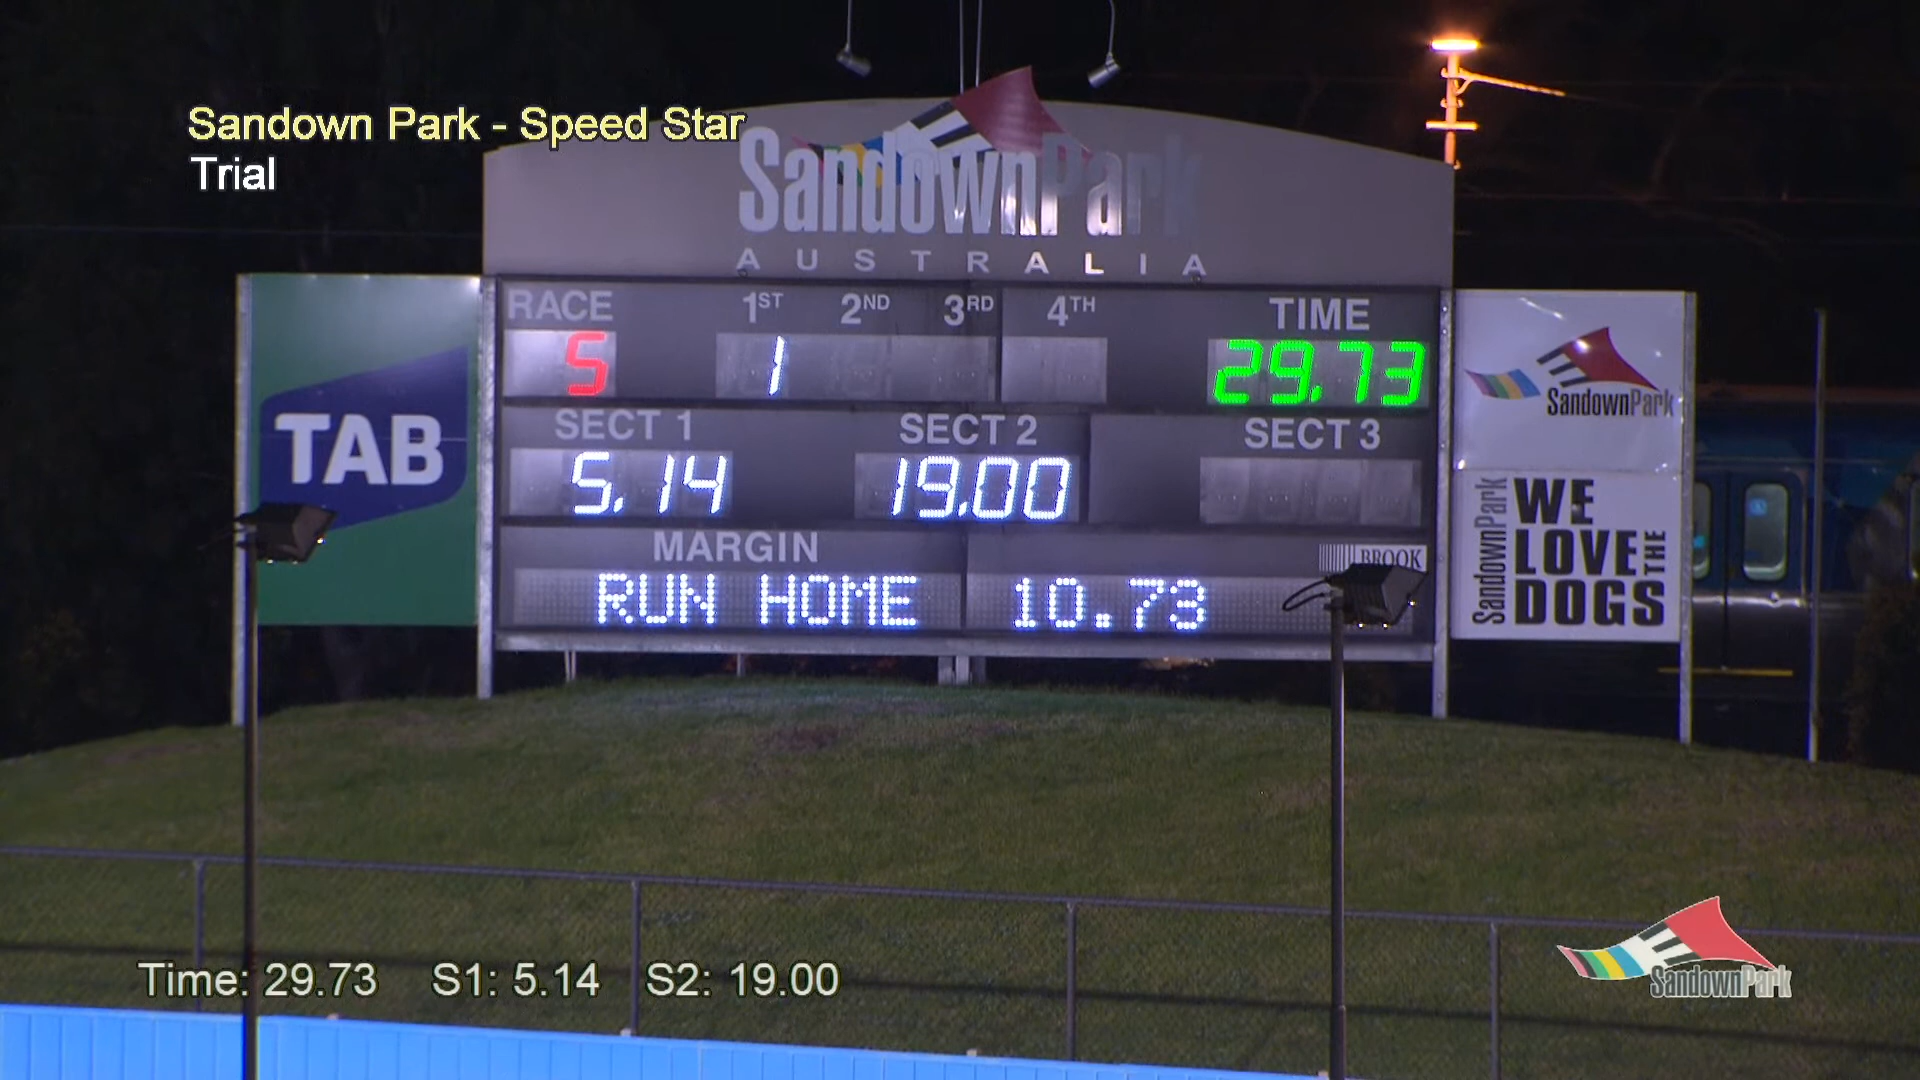 Sandown Park - Speed Star
Trial
SandownPark
AUSTRALIA
RACE 1ST 2ND 3RD 4TH TIME
5 1 29.73
SECT 1 SECT 2 SECT 3
5.14 19.00
MARGIN
BROOK
RUN HOME 10.73
TAB
SandownPark
SandownPark
WE
LOVE THE
DOGS
Time: 29.73 S1: 5.14 S2: 19.00
SandownPark